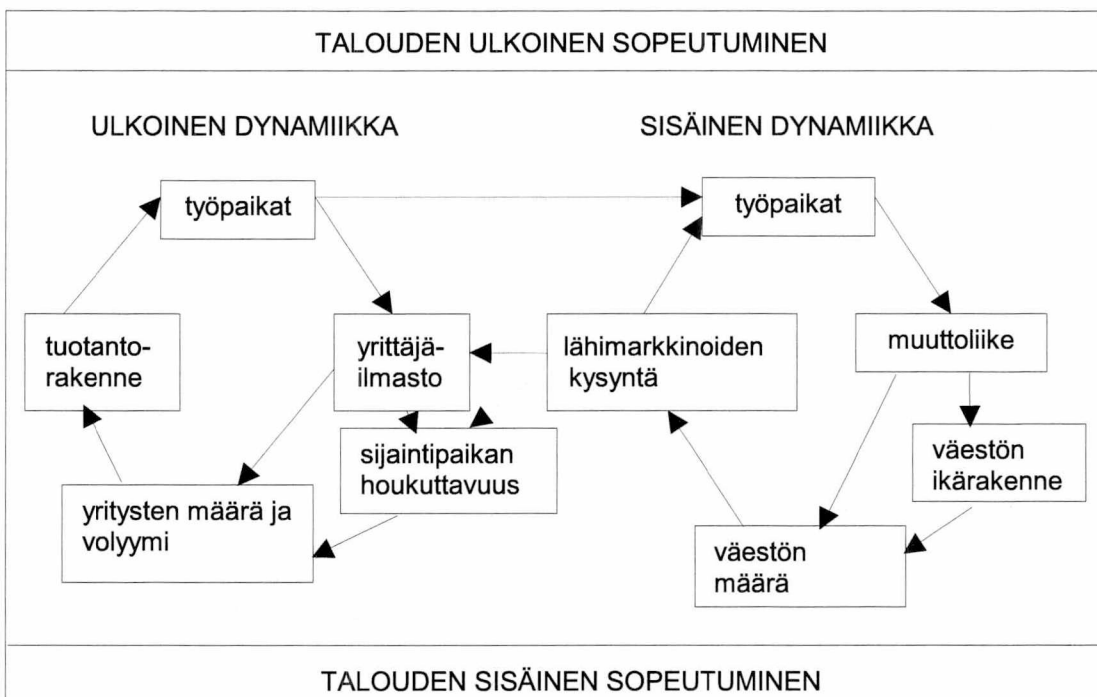 TALOUDEN ULKOINEN SOPEUTUMINEN
ULKOINEN DYNAMIIKKA
SISÄINEN DYNAMIIKKA
työpaikat
työpaikat
tuotanto-
rakenne
yrittäjä-
ilmasto
lähimarkkinoiden
kysyntä
muuttoliike
sijaintipaikan
houkuttavuus
väestön
ikärakenne
yritysten määrä ja
volyymi
väestön
määrä
TALOUDEN SISÄINEN SOPEUTUMINEN